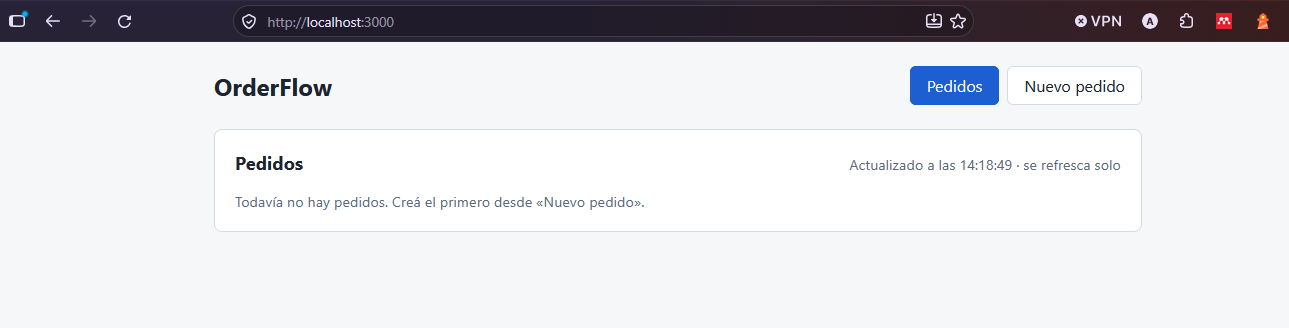 http://localhost:3000
VPN
A
OrderFlow
Pedidos
Nuevo pedido
Pedidos
Actualizado a las 14:18:49 · se refresca solo
Todavía no hay pedidos. Creá el primero desde «Nuevo pedido».